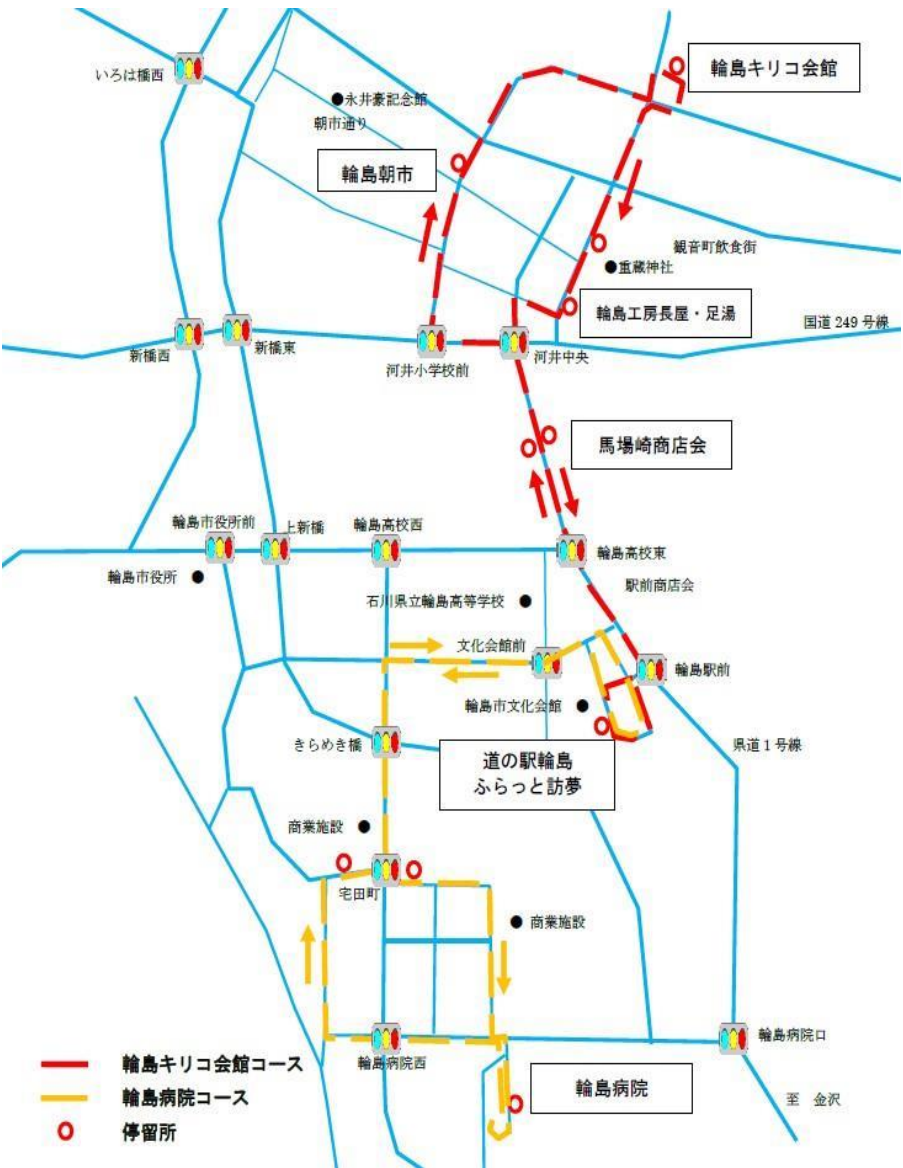 いろは橋西
輪島キリコ会館
●永井豪記念館
朝市通り
輪島朝市
観音町飲食街
●重蔵神社
輪島工房長屋・足湯
国道249号線
新橋西
新橋東
河井小学校前
河井中央
馬場崎商店会
輪島市役所前
上新橋
輪島高校西
輪島高校東
輪島市役所 ●
駅前商店会
石川県立輪島高等学校 ●
文化会館前
輪島駅前
輪島市文化会館 ●
きらめき橋
道の駅輪島
ふらっと訪夢
県道1号線
商業施設 ●
宅田町
● 商業施設
輪島病院口
輪島病院西
輪島キリコ会館コース
輪島病院コース
停留所
輪島病院
至 金沢